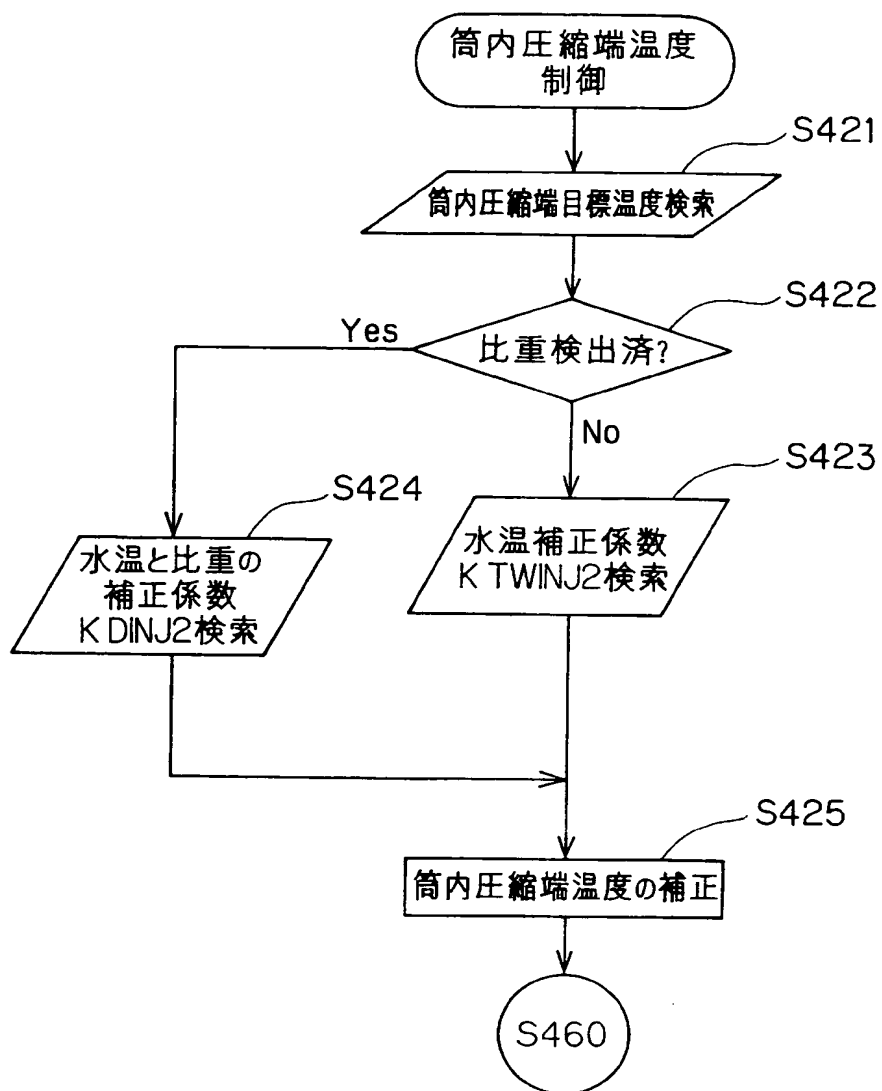 筒内圧縮端温度
制御
S421
筒内圧縮端目標温度検索
S422
比重検出済?
Yes
No
S423
水温補正係数
K TWINJ2検索
S424
水温と比重の
補正係数
K DINJ2検索
S425
筒内圧縮端温度の補正
S460